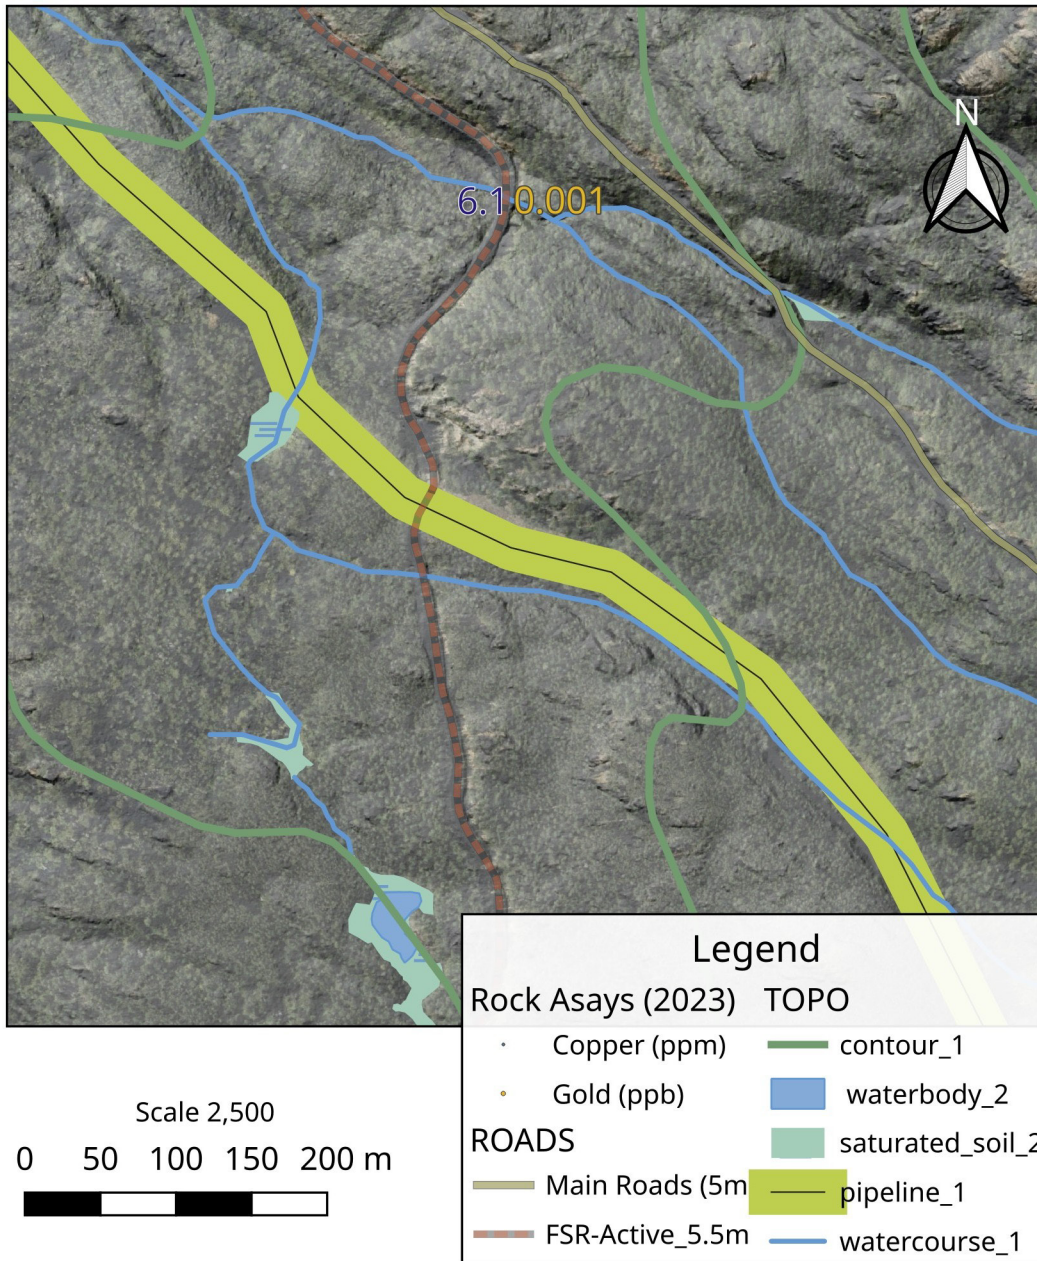 N
6.1 0.001
Legend
Rock Asays (2023) TOPO
Copper (ppm) contour_1
Gold (ppb) waterbody_2
ROADS saturated_soil_2
Main Roads (5m pipeline_1
FSR-Active_5.5m watercourse_1
Scale 2,500
0 50 100 150 200 m